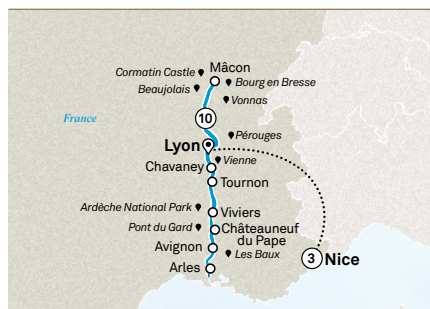 Cormatin Castle
Mâcon
Beaujolais
Bourg en Bresse
Vonnas
France
10
Pérouges
Lyon
Vienne
Chavaney
Tournon
Ardèche National Park
Viviers
Pont du Gard
Châteauneuf
du Pape
Avignon
Les Baux
3 Nice
Arles